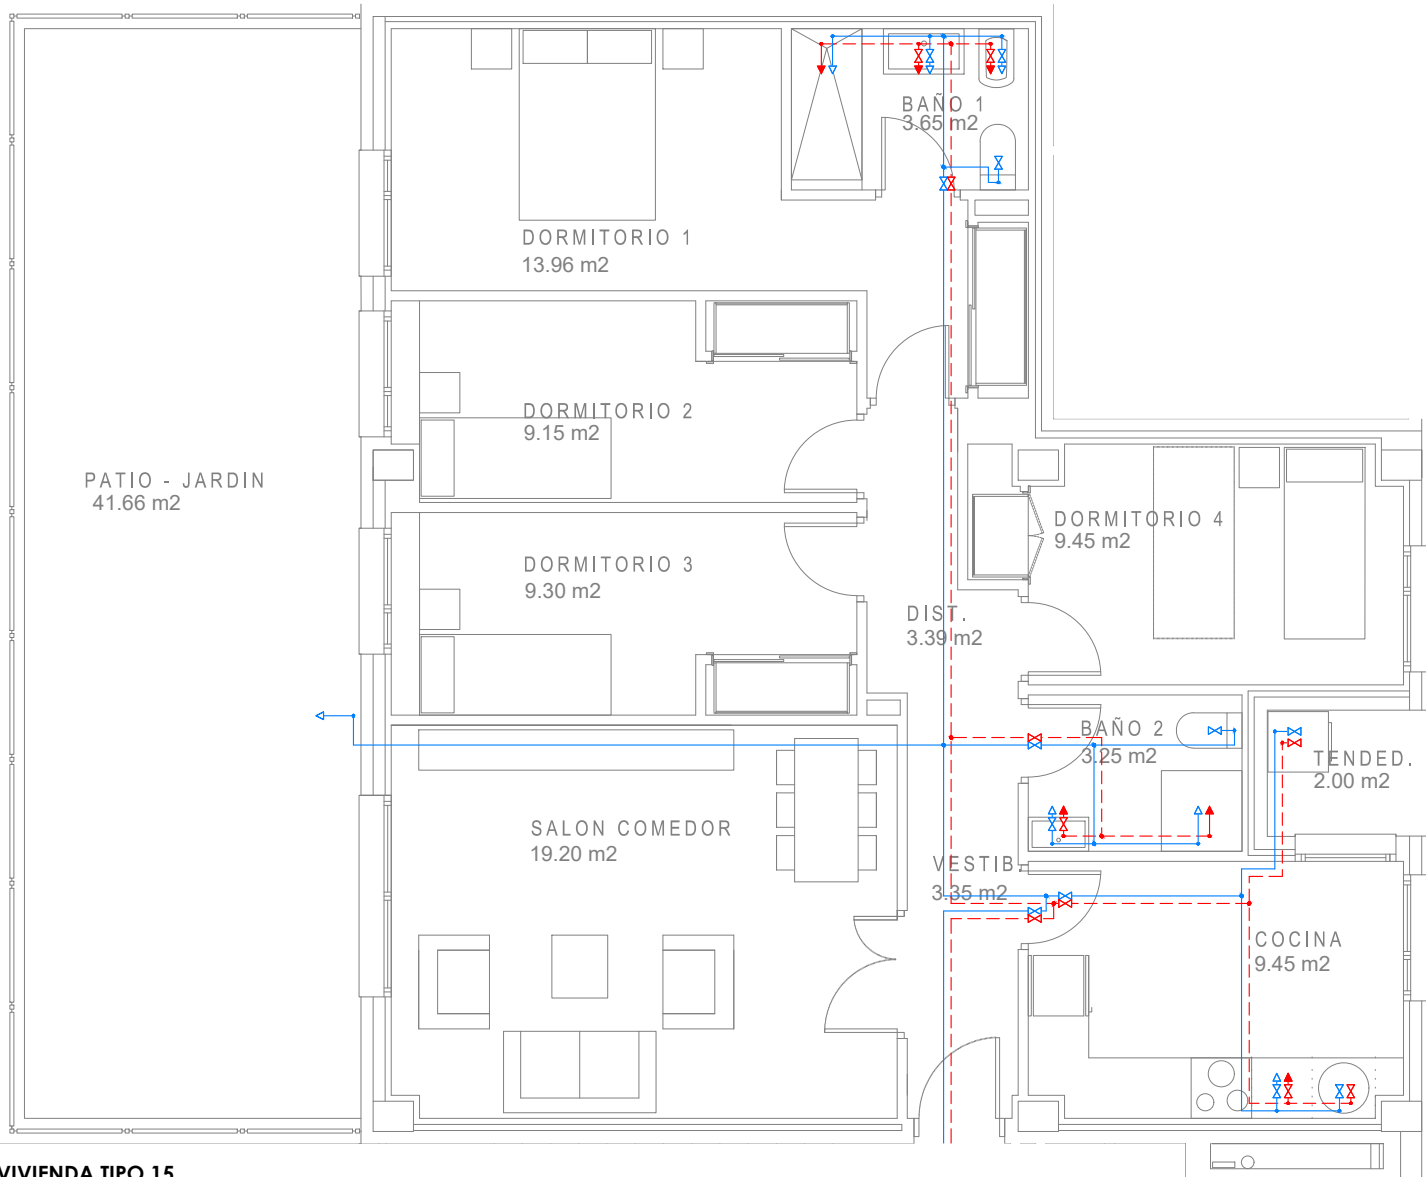 BAÑO 1
3.65 m2
DORMITORIO 1
13.96 m2
DORMITORIO 2
9.15 m2
PATIO - JARDIN
41.66 m2
DORMITORIO 4
9.45 m2
DORMITORIO 3
9.30 m2
DIST.
3.39 m2
BAÑO 2
3.25 m2
TENDED.
2.00 m2
SALON COMEDOR
19.20 m2
VESTIB.
3.35 m2
COCINA
9.45 m2
VIVIENDA TIPO 15